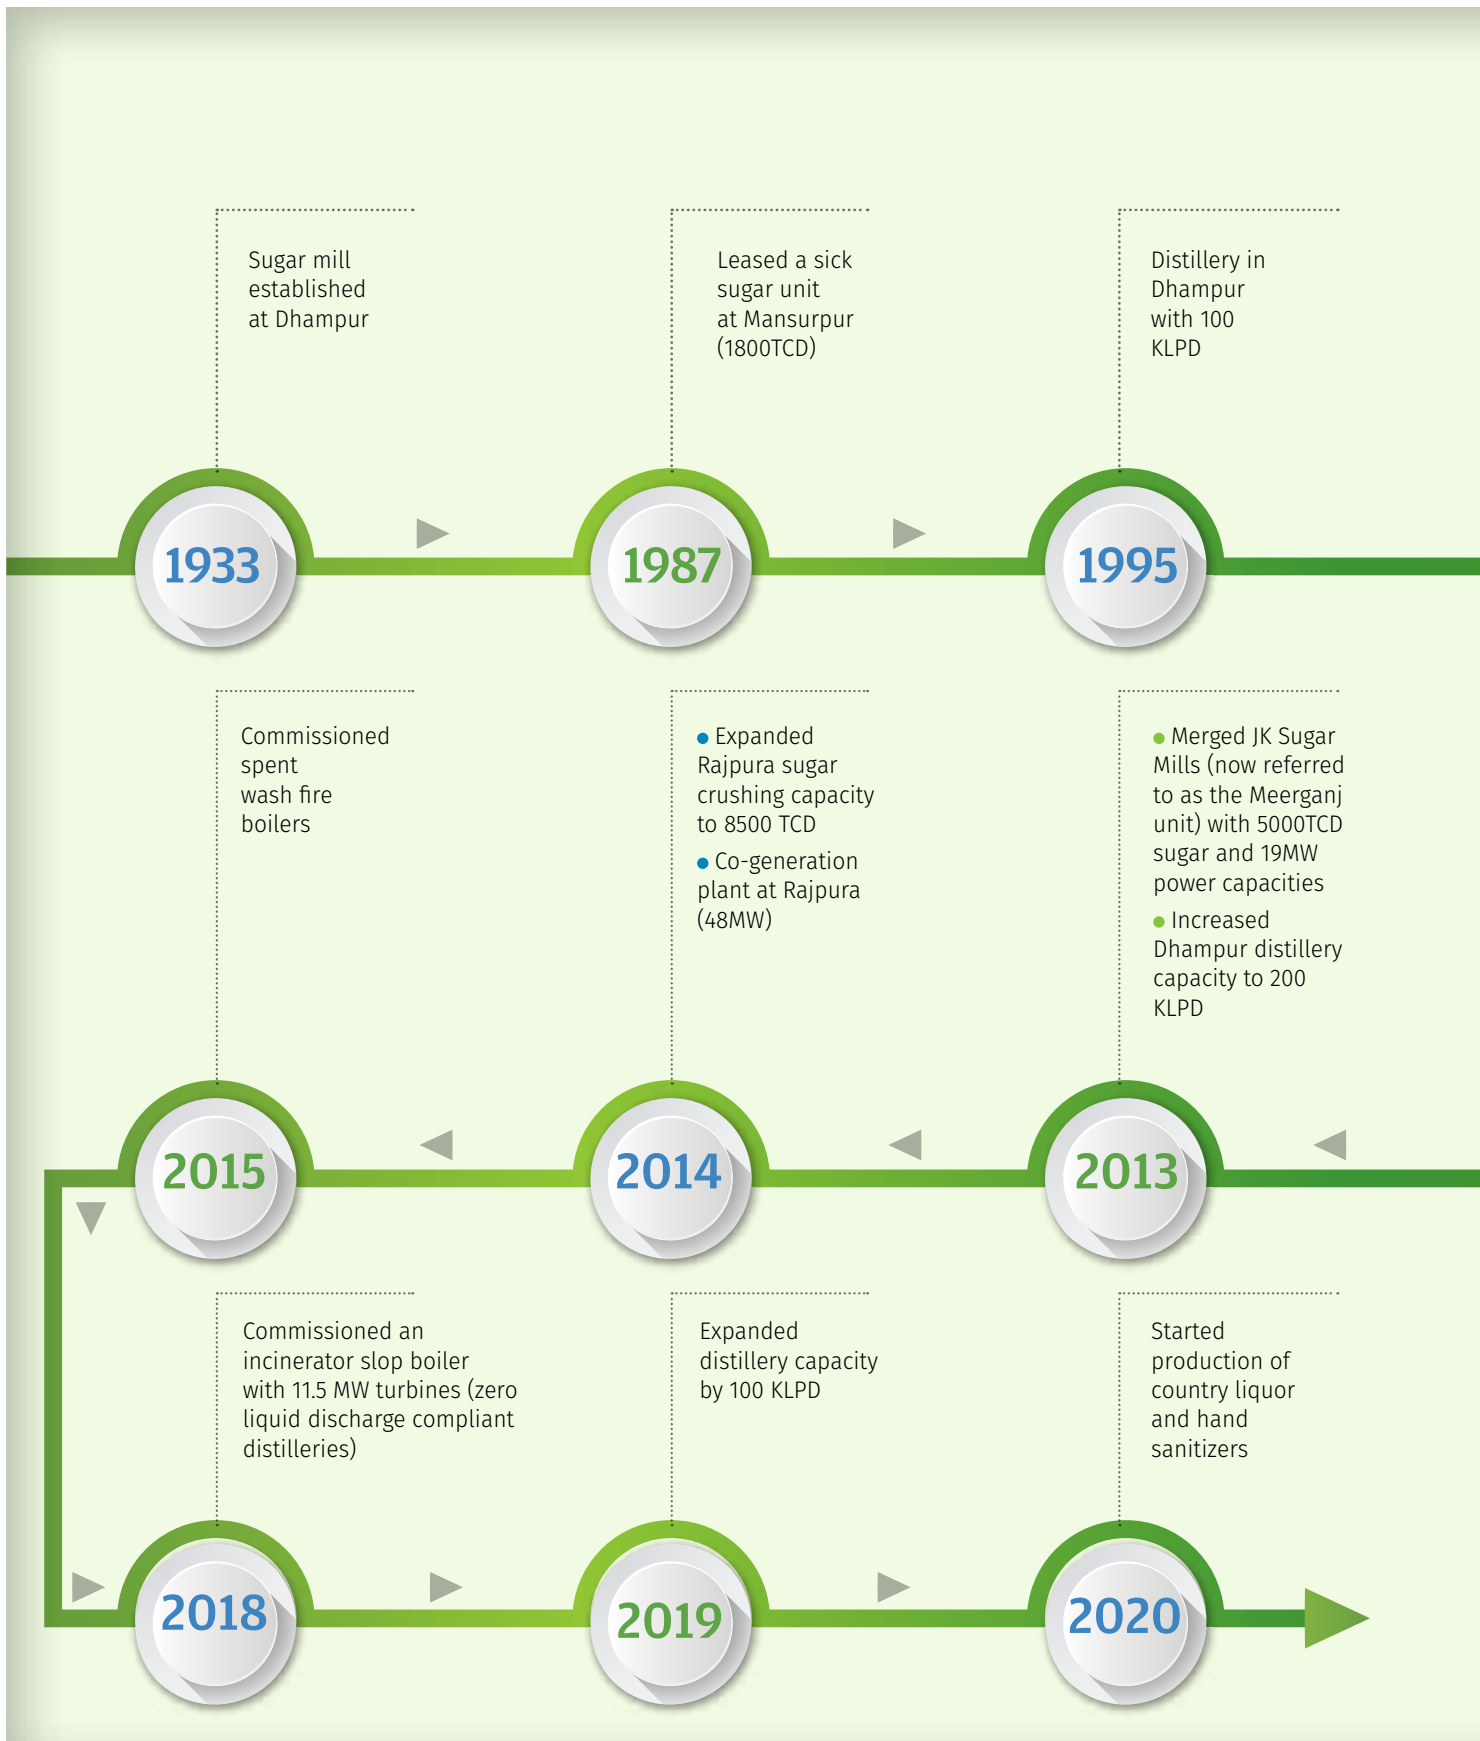 Sugar mill
established
at Dhampur
1933
Leased a sick
sugar unit
at Mansurpur
(1800TCD)
1987
Distillery in
Dhampur
with 100
KLPD
1995
● Merged JK Sugar
Mills (now referred
to as the Meerganj
unit) with 5000TCD
sugar and 19MW
power capacities
● Increased
Dhampur distillery
capacity to 200
KLPD
2013
● Expanded
Rajpura sugar
crushing capacity
to 8500 TCD
● Co-generation
plant at Rajpura
(48MW)
2014
Commissioned
spent
wash fire
boilers
2015
Commissioned an
incinerator slop boiler
with 11.5 MW turbines (zero
liquid discharge compliant
distilleries)
2018
Expanded
distillery capacity
by 100 KLPD
2019
Started
production of
country liquor
and hand
sanitizers
2020